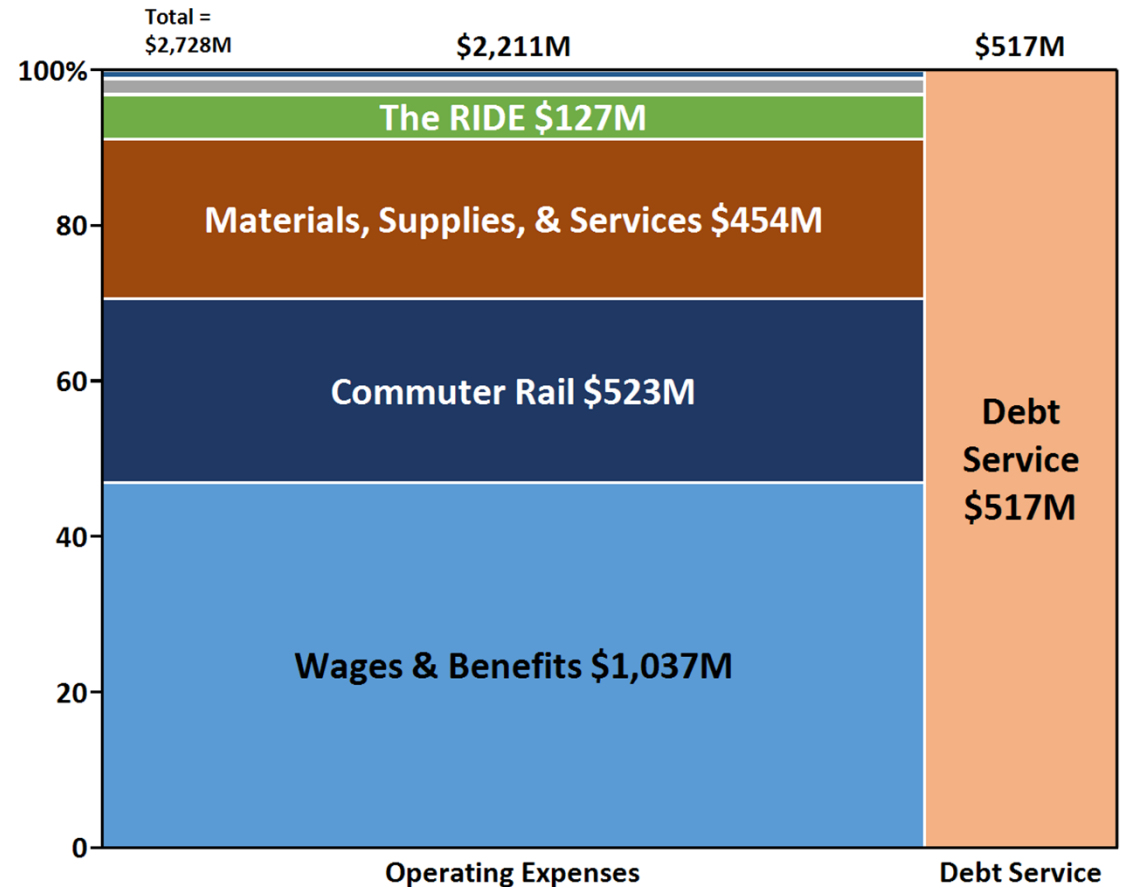 Total =
$2,728M
$2,211M
$517M
100%
The RIDE $127M
80
Materials, Supplies, & Services $454M
60
Commuter Rail $523M
Debt
Service
$517M
40
20
Wages & Benefits $1,037M
0
Operating Expenses
Debt Service